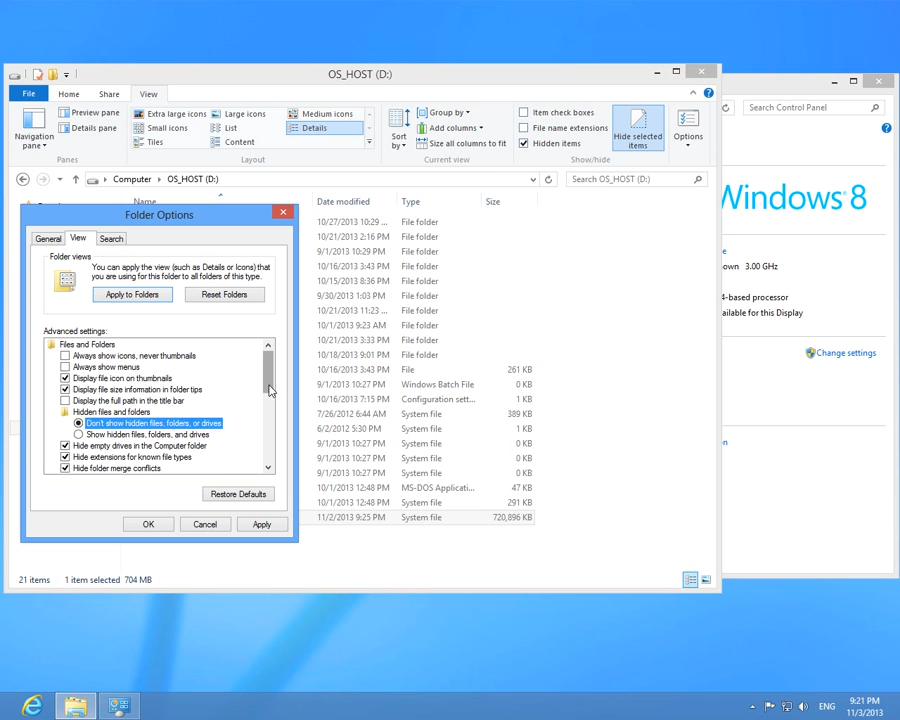 OS_HOST (D:)
File Home Share View
Navigation pane
Preview pane
Details pane
Panes
Extra large icons Large icons Medium icons
Small icons List Details
Tiles Content
Layout
Sort by
Group by
Add columns
Size all columns to fit
Current view
Item check boxes
File name extensions
Hidden items
Hide selected items
Show/hide
Options
Computer OS_HOST (D:)
Search OS_HOST (D:)
Name Date modified Type Size
10/27/2013 10:29 ... File folder
10/21/2013 2:16 PM File folder
9/1/2013 10:29 PM File folder
10/16/2013 3:43 PM File folder
10/15/2013 8:36 PM File folder
9/30/2013 1:03 PM File folder
10/21/2013 11:23 ... File folder
10/1/2013 9:23 AM File folder
10/21/2013 3:33 PM File folder
10/18/2013 9:01 PM File folder
10/16/2013 3:43 PM File 261 KB
9/1/2013 10:27 PM Windows Batch File 0 KB
10/16/2013 7:15 PM Configuration sett... 1 KB
7/26/2012 6:44 AM System file 389 KB
6/2/2012 5:30 PM System file 1 KB
9/1/2013 10:27 PM System file 0 KB
9/1/2013 10:27 PM System file 0 KB
9/1/2013 10:27 PM System file 0 KB
10/1/2013 12:48 PM MS-DOS Applicati... 47 KB
10/1/2013 12:48 PM System file 291 KB
11/2/2013 9:25 PM System file 720,896 KB
21 items 1 item selected 704 MB
Folder Options
General View Search
Folder views
You can apply the view (such as Details or Icons) that
you are using for this folder to all folders of this type.
Apply to Folders Reset Folders
Advanced settings:
Files and Folders
Always show icons, never thumbnails
Always show menus
Display file icon on thumbnails
Display file size information in folder tips
Display the full path in the title bar
Hidden files and folders
Don't show hidden files, folders, or drives
Show hidden files, folders, and drives
Hide empty drives in the Computer folder
Hide extensions for known file types
Hide folder merge conflicts
Restore Defaults
OK Cancel Apply
Search Control Panel
Windows 8
own 3.00 GHz
4-based processor
ailable for this Display
Change settings
ENG
9:21 PM
11/3/2013